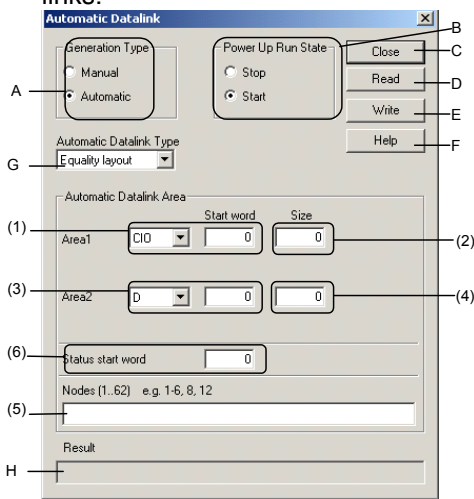 links.
Automatic Datalink
B
Generation Type
Power Up Run State
Close
C
Manual
Stop
Read
D
A
Automatic
Start
Write
E
Automatic Datalink Type
Help
F
G
Equality layout
Automatic Datalink Area
Start word Size
(1)
Area1 CIO 0 0
(2)
(3)
Area2 D 0 0
(4)
(6)
Status start word 0
Nodes (1..62) e.g. 1-6, 8, 12
(5)
Result
H